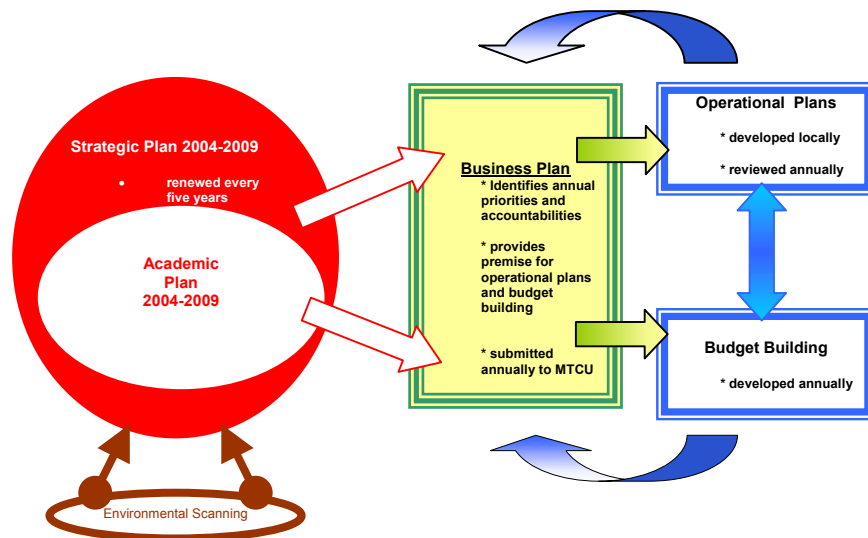 Strategic Plan 2004-2009
• renewed every
five years
Academic
Plan
2004-2009
Environmental Scanning
Business Plan
* Identifies annual
priorities and
accountabilities
* provides
premise for
operational plans
and budget
building
* submitted
annually to MTCU
Operational Plans
* developed locally
* reviewed annually
Budget Building
* developed annually